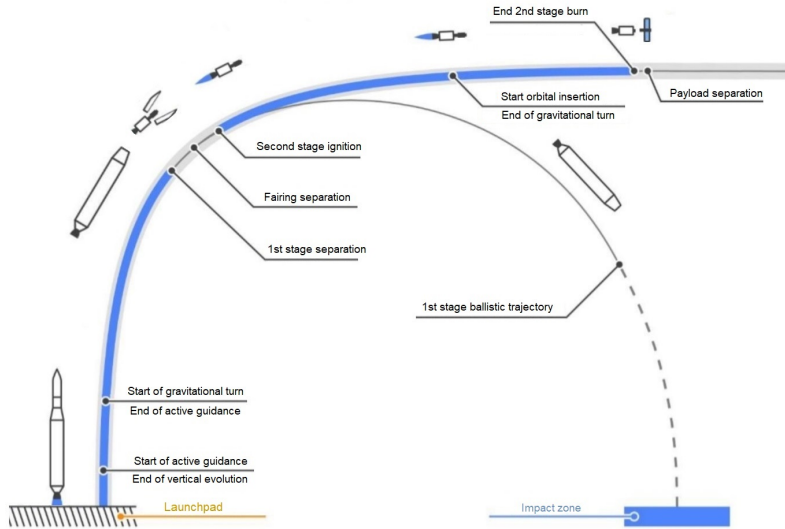 End 2nd stage burn
Payload separation
Start orbital insertion
End of gravitational turn
Second stage ignition
Fairing separation
1st stage separation
1st stage ballistic trajectory
Start of gravitational turn
End of active guidance
Start of active guidance
End of vertical evolution
Launchpad
Impact zone